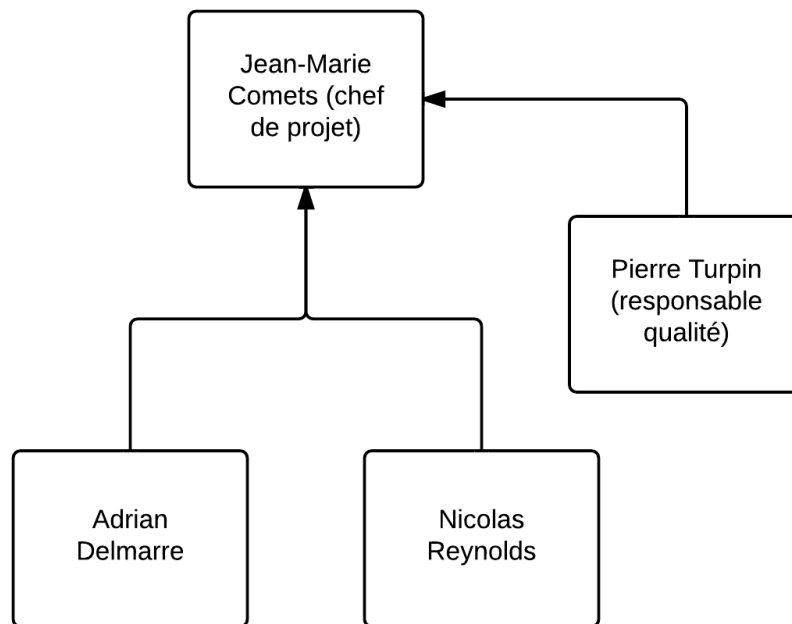 Jean-Marie
Comets (chef
de projet)
Pierre Turpin
(responsable
qualité)
Adrian
Delmarre
Nicolas
Reynolds